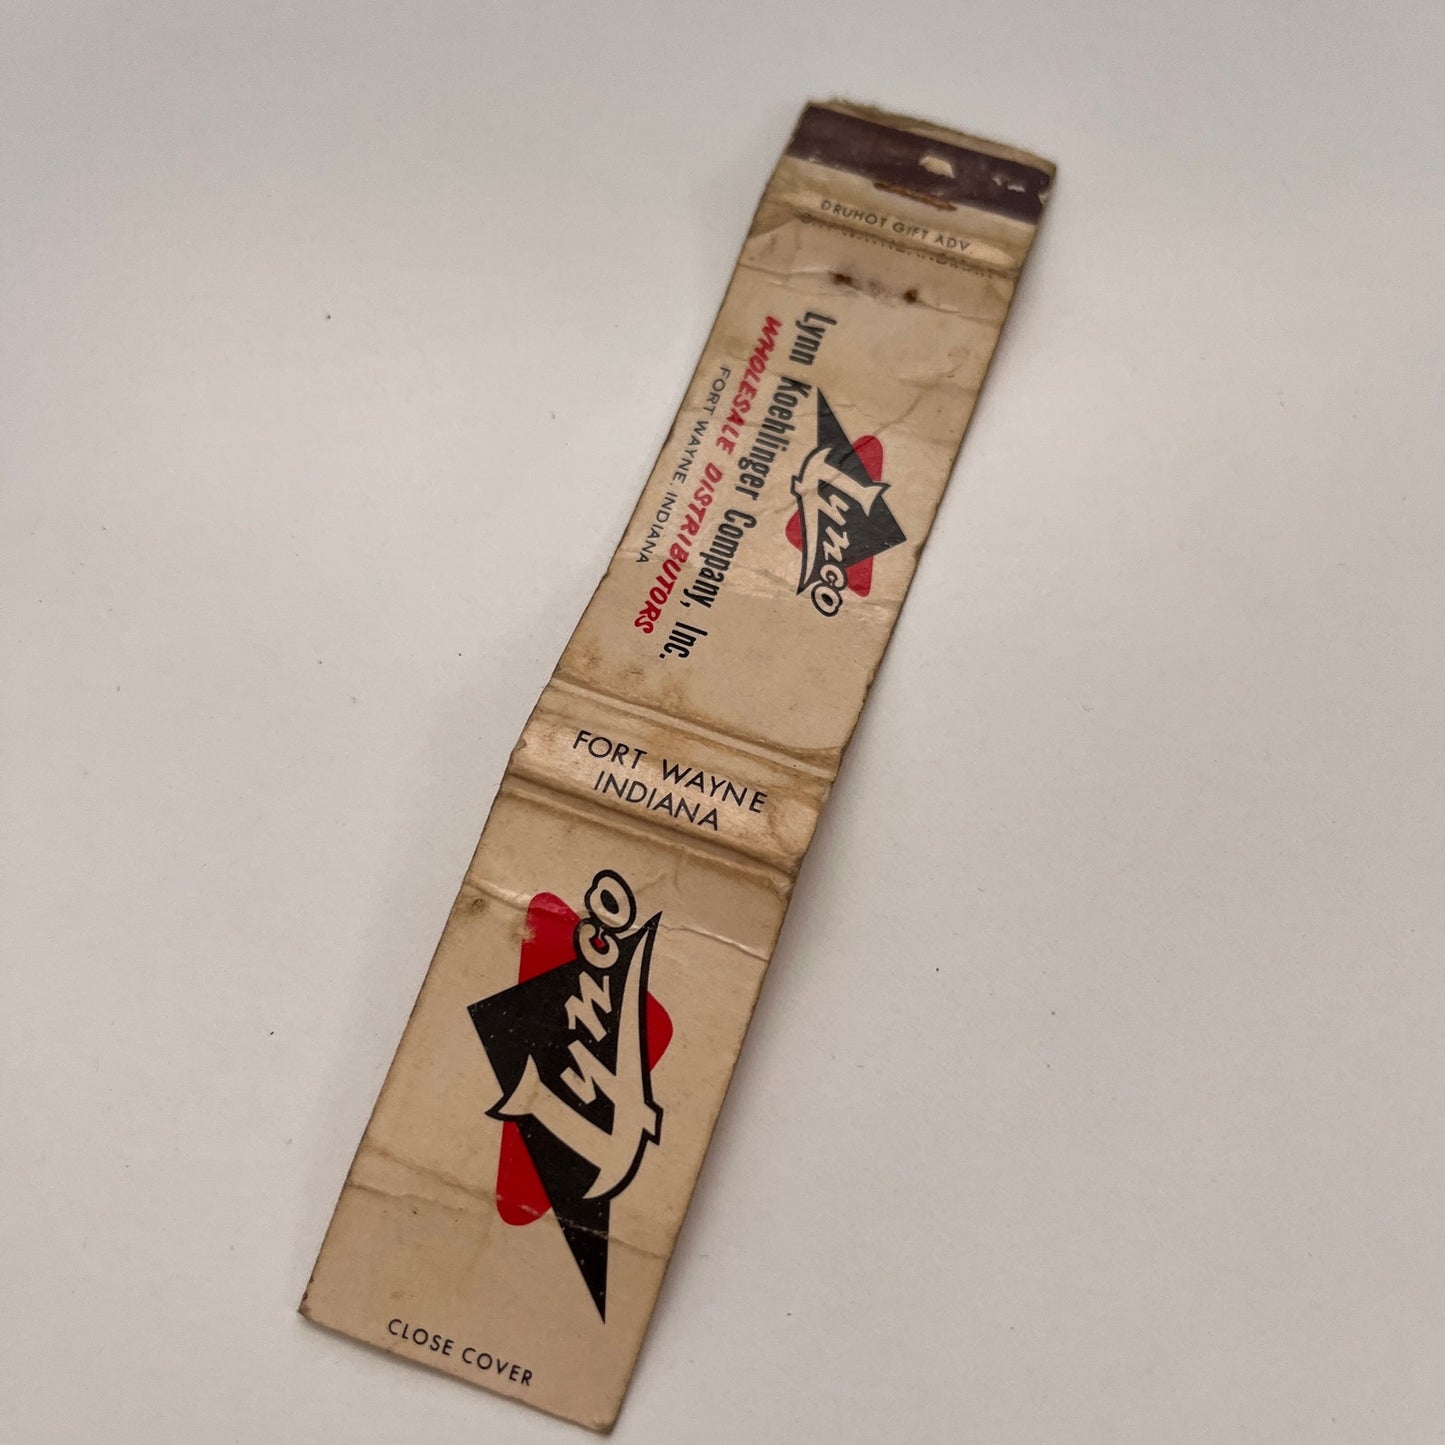 DRUHOT GIFT ADV.
Lynco
Lynn Koehlinger Company, Inc.
WHOLESALE DISTRIBUTORS
FORT WAYNE, INDIANA
FORT WAYNE
INDIANA
Lynco
CLOSE COVER